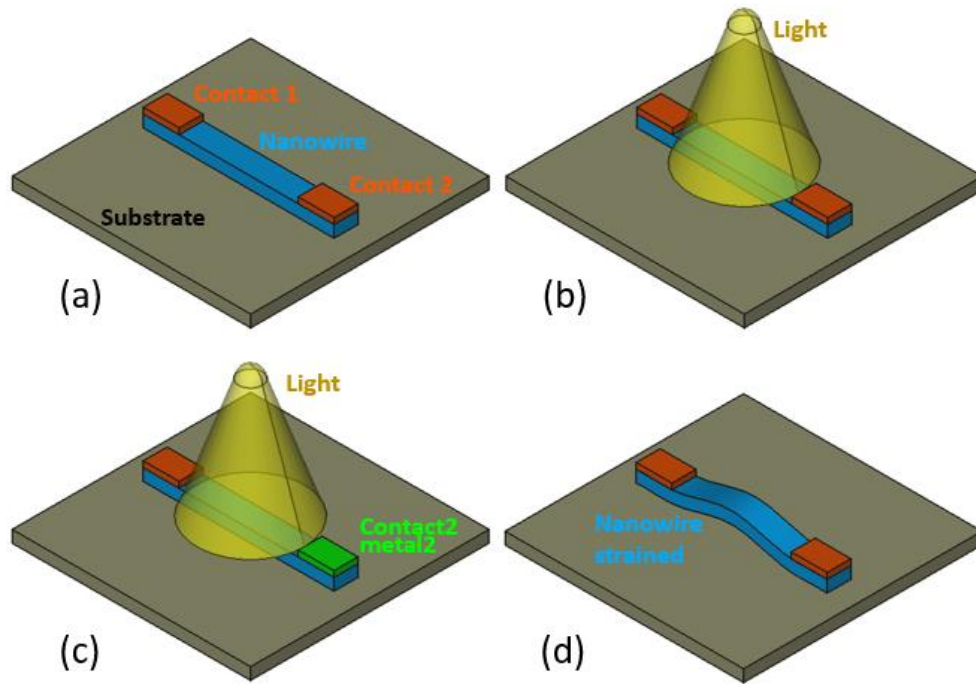 Contact 1
Nanowire
Contact 2
Substrate
(a)
Light
(b)
Light
Contact2
metal2
(c)
Nanowire
strained
(d)